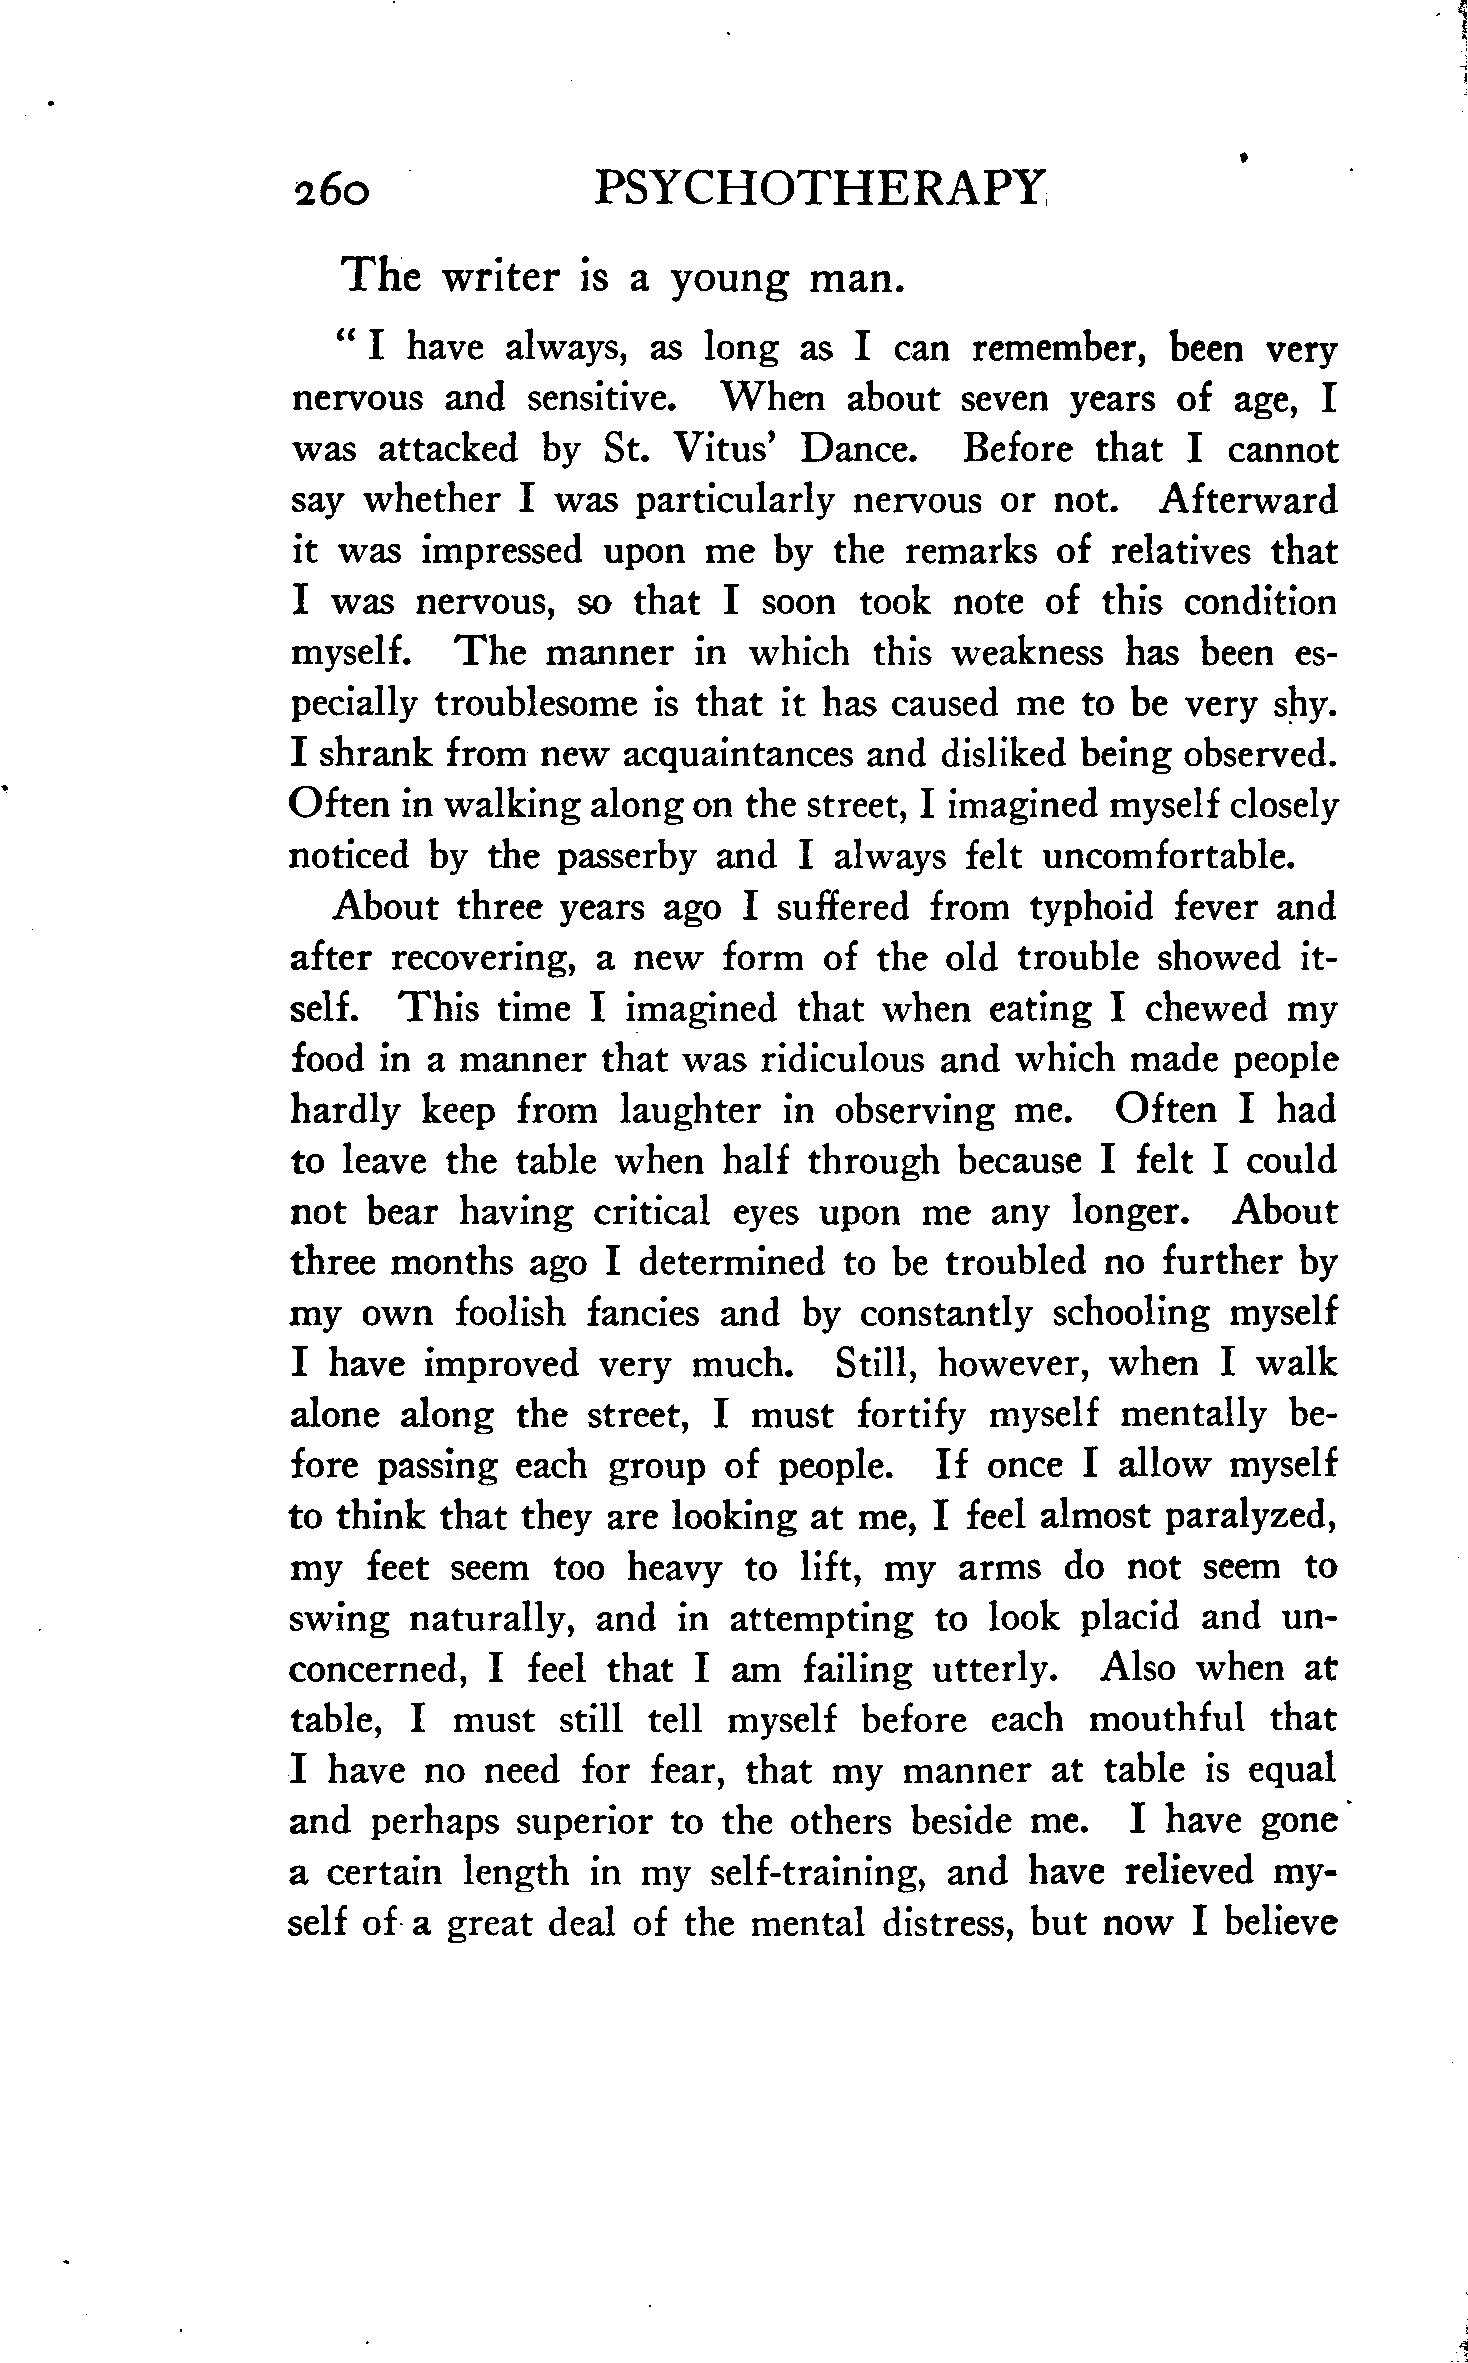 260 PSYCHOTHERAPY
The writer is a young man.
" I have always, as long as I can remember, been very
nervous and sensitive. When about seven years of age, I
was attacked by St. Vitus' Dance. Before that I cannot
say whether I was particularly nervous or not. Afterward
it was impressed upon me by the remarks of relatives that
I was nervous, so that I soon took note of this condition
myself. The manner in which this weakness has been es-
pecially troublesome is that it has caused me to be very shy.
I shrank from new acquaintances and disliked being observed.
Often in walking along on the street, I imagined myself closely
noticed by the passerby and I always felt uncomfortable.
About three years ago I suffered from typhoid fever and
after recovering, a new form of the old trouble showed it-
self. This time I imagined that when eating I chewed my
food in a manner that was ridiculous and which made people
hardly keep from laughter in observing me. Often I had
to leave the table when half through because I felt I could
not bear having critical eyes upon me any longer. About
three months ago I determined to be troubled no further by
my own foolish fancies and by constantly schooling myself
I have improved very much. Still, however, when I walk
alone along the street, I must fortify myself mentally be-
fore passing each group of people. If once I allow myself
to think that they are looking at me, I feel almost paralyzed,
my feet seem too heavy to lift, my arms do not seem to
swing naturally, and in attempting to look placid and un-
concerned, I feel that I am failing utterly. Also when at
table, I must still tell myself before each mouthful that
I have no need for fear, that my manner at table is equal
and perhaps superior to the others beside me. I have gone
a certain length in my self-training, and have relieved my-
self of a great deal of the mental distress, but now I believe